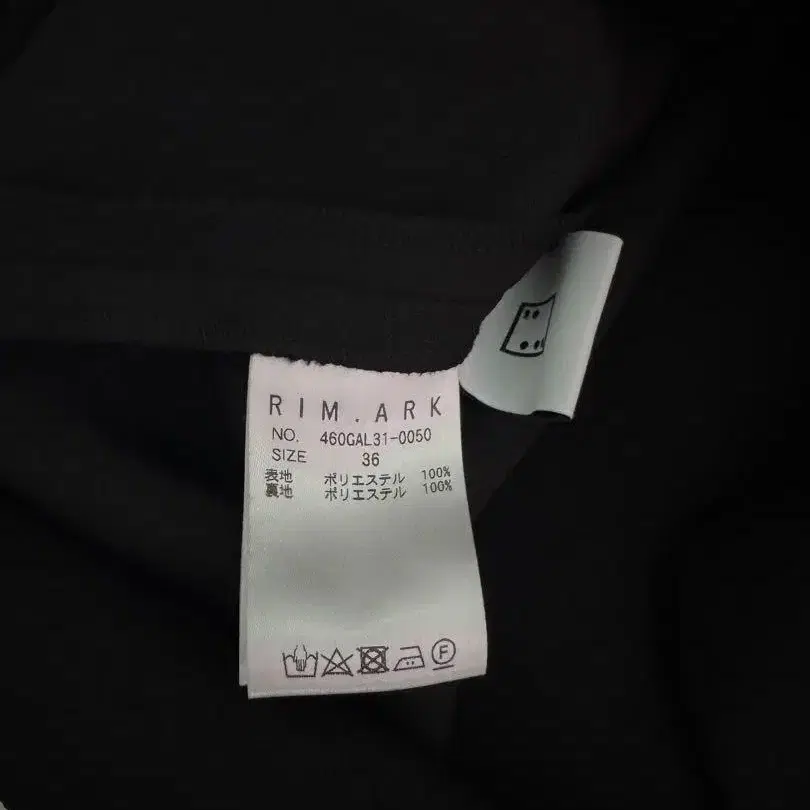 RIM.ARK
NO. 460GAL31-0050
SIZE 36
表地 ポリエステル 100%
裏地 ポリエステル 100%
F